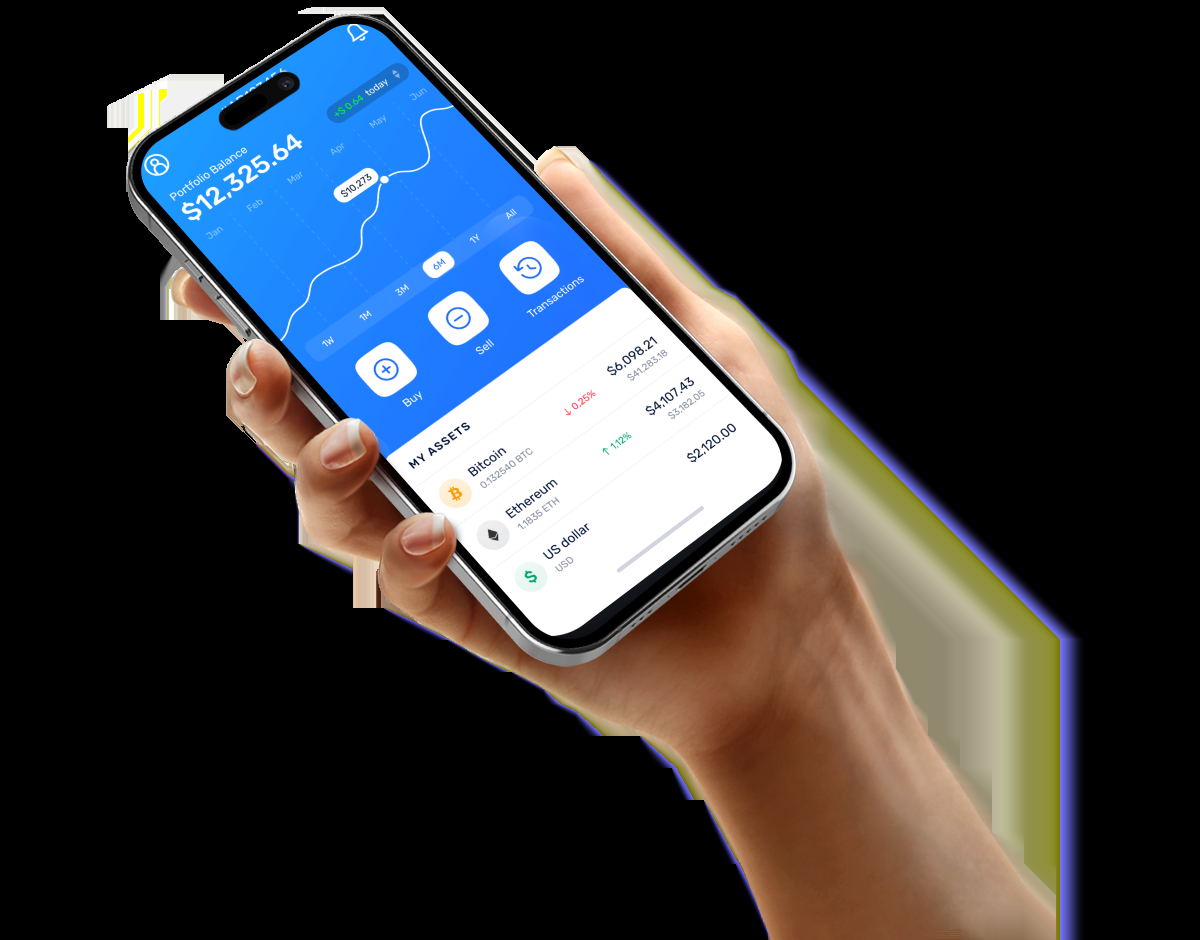 Portfolio Balance
$12,325.64
+$ 0.64 today
Jan
Feb
Mar
Apr
May
Jun
$10,273
1W
1M
3M
6M
1Y
All
Buy
Sell
Transactions
MY ASSETS
Bitcoin
0.132540 BTC
↓ 0,25%
$6,098.21
$41,283.18
Ethereum
1.1835 ETH
↑ 1.12%
$4,107.43
$3,182.05
US dollar
USD
$2,120.00